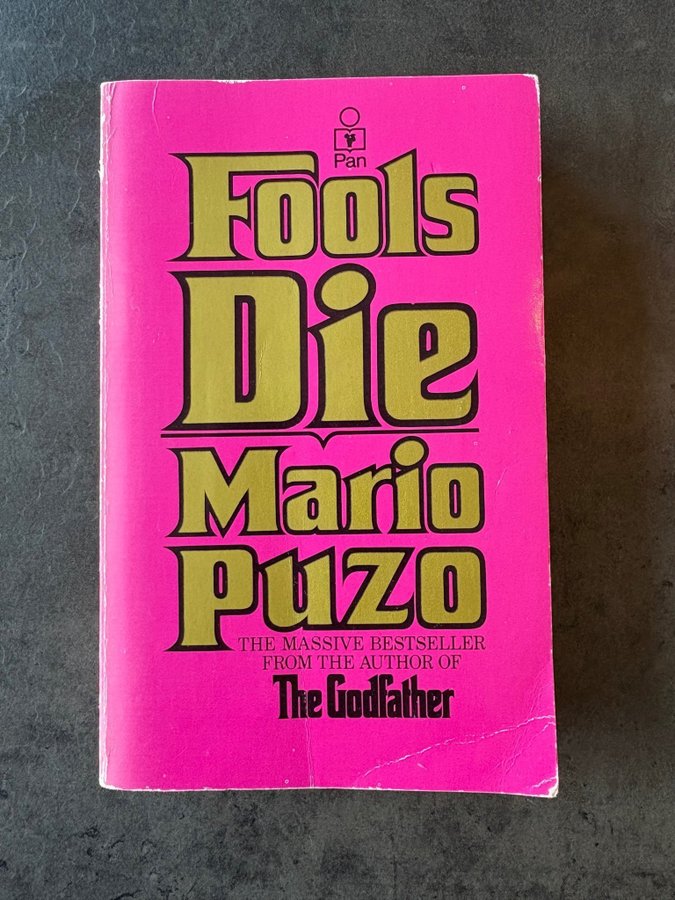 Pan
Fools
Die
Mario
Puzo
THE MASSIVE BESTSELLER
FROM THE AUTHOR OF
The Godfather